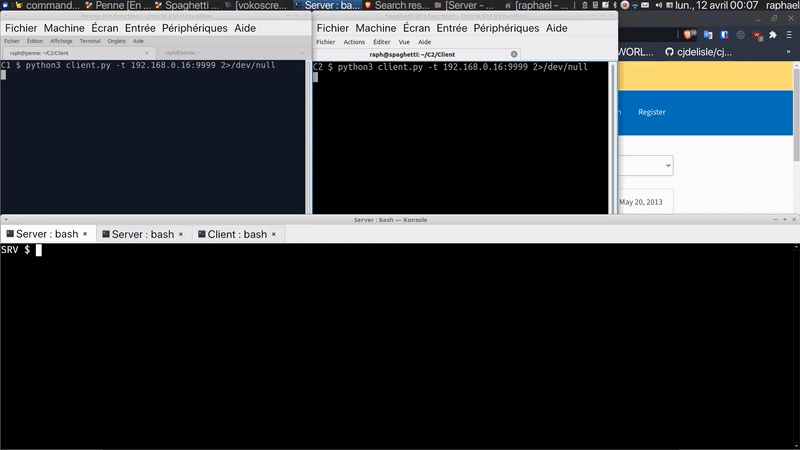 command... Penne [En ... Spaghetti ... [vokoscre... Server : ba... Search res... [Server - ... [raphael - ... lun., 12 avril 00:07 raphael
Penne [En fonction] - Oracle VM VirtualBox
Fichier Machine Écran Entrée Périphériques Aide
Fichier Édition Affichage Terminal Onglets Aide
raph@penne: ~/C2/Client × raph@penne: ~ ×
C1 $ python3 client.py -t 192.168.0.16:9999 2>/dev/null
Spaghetti [En fonction] - Oracle VM VirtualBox
Fichier Machine Écran Entrée Périphériques Aide
Fichier Actions Éditer Vue Aide
raph@spaghetti: ~/C2/Client
C2 $ python3 client.py -t 192.168.0.16:9999 2>/dev/null
WORL... cjdelisle/cj... »
Register
May 20, 2013
Server : bash — Konsole
Server : bash × Server : bash × Client : bash ×
SRV $